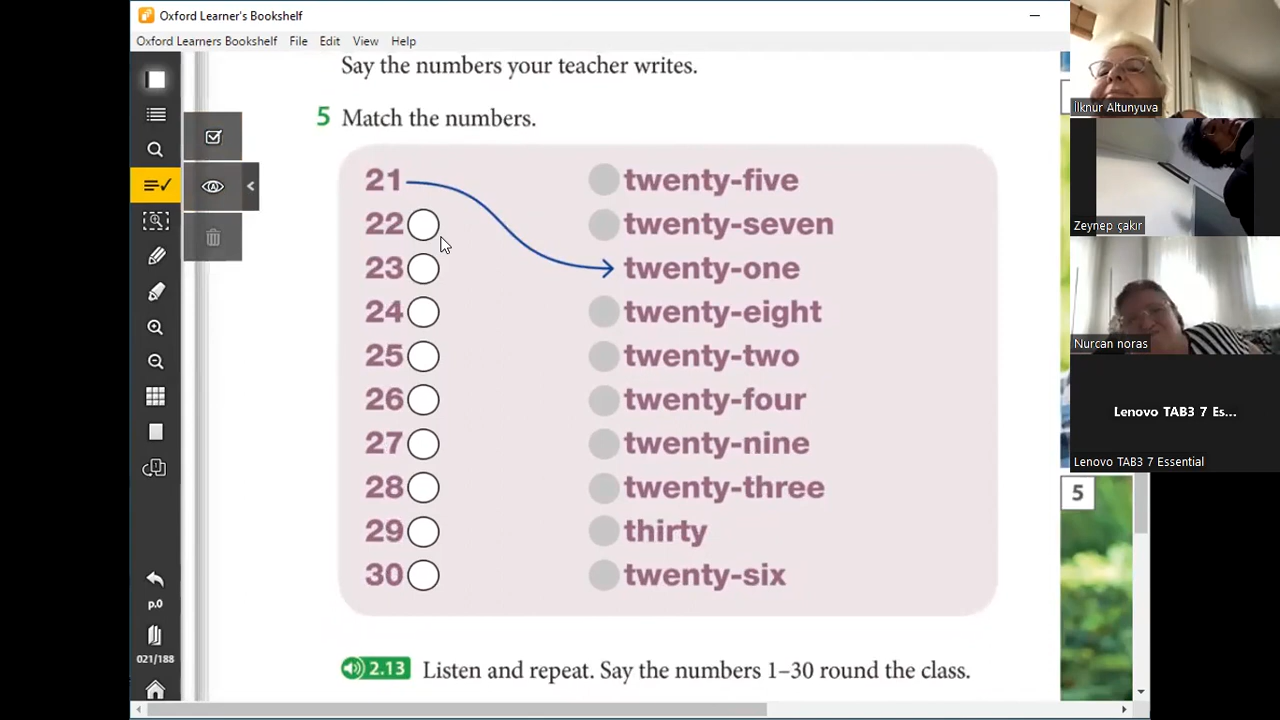 Oxford Learner's Bookshelf
Oxford Learners Bookshelf File Edit View Help
Say the numbers your teacher writes.
5 Match the numbers.
21 twenty-five
22 twenty-seven
23 twenty-one
24 twenty-eight
25 twenty-two
26 twenty-four
27 twenty-nine
28 twenty-three
29 thirty
30 twenty-six
2.13 Listen and repeat. Say the numbers 1–30 round the class.
p.0
021/188
İlknur Altunyuva
Zeynep çakır
Nurcan noras
Lenovo TAB3 7 Es...
Lenovo TAB3 7 Essential
5